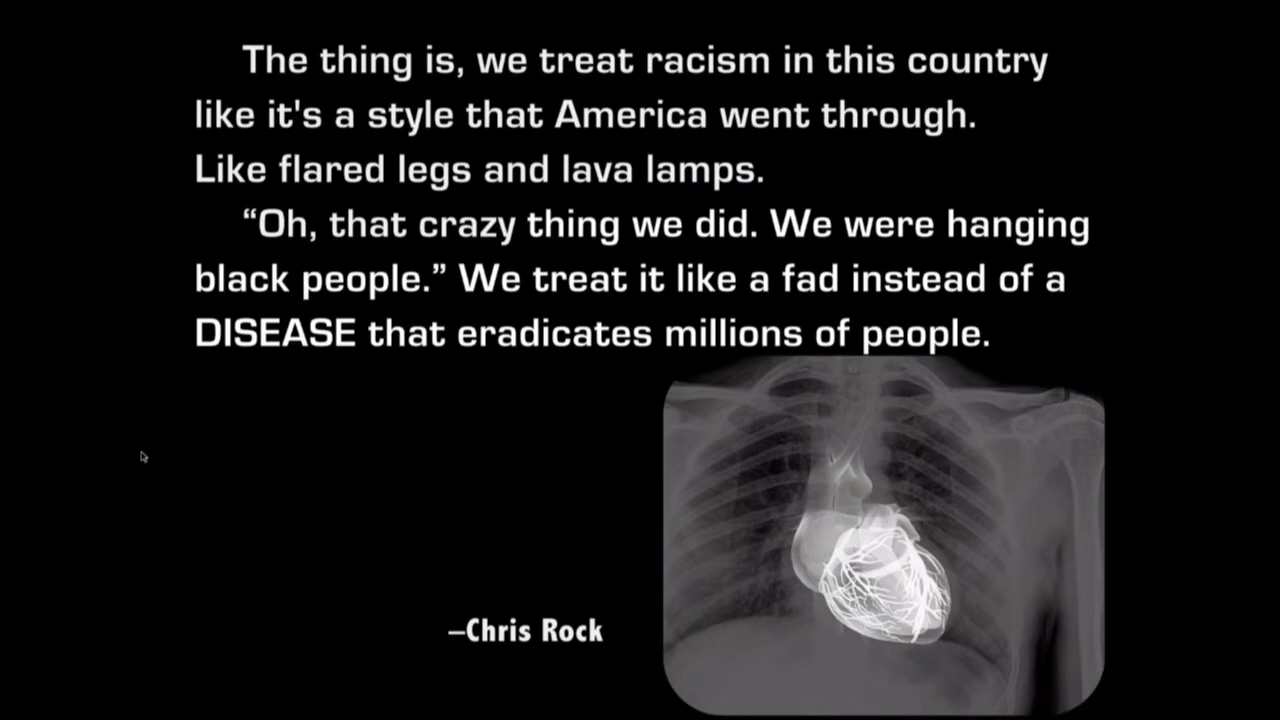 The thing is, we treat racism in this country
like it's a style that America went through.
Like flared legs and lava lamps.
“Oh, that crazy thing we did. We were hanging
black people.” We treat it like a fad instead of a
DISEASE that eradicates millions of people.
–Chris Rock